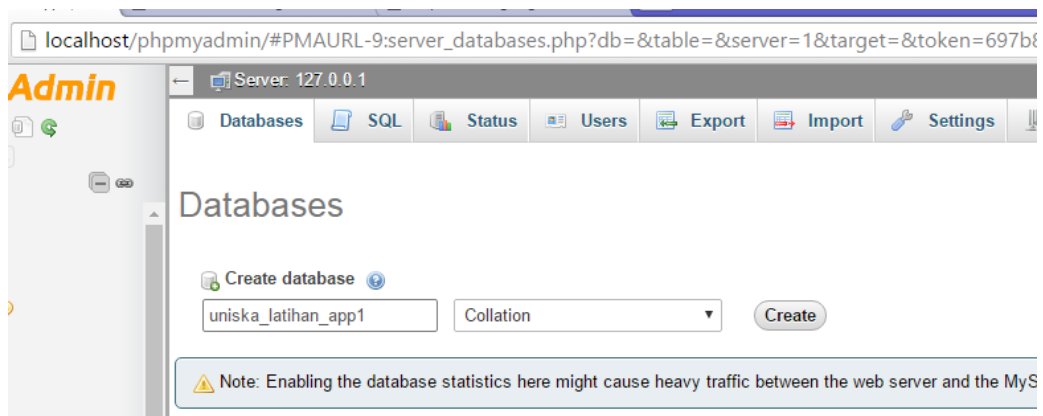 localhost/phpmyadmin/#PMAURL-9:server_databases.php?db=&table=&server=1&target=&token=697b8
Admin
Server: 127.0.0.1
Databases SQL Status Users Export Import Settings
Databases
Create database
uniska_latihan_app1 Collation Create
Note: Enabling the database statistics here might cause heavy traffic between the web server and the MyS